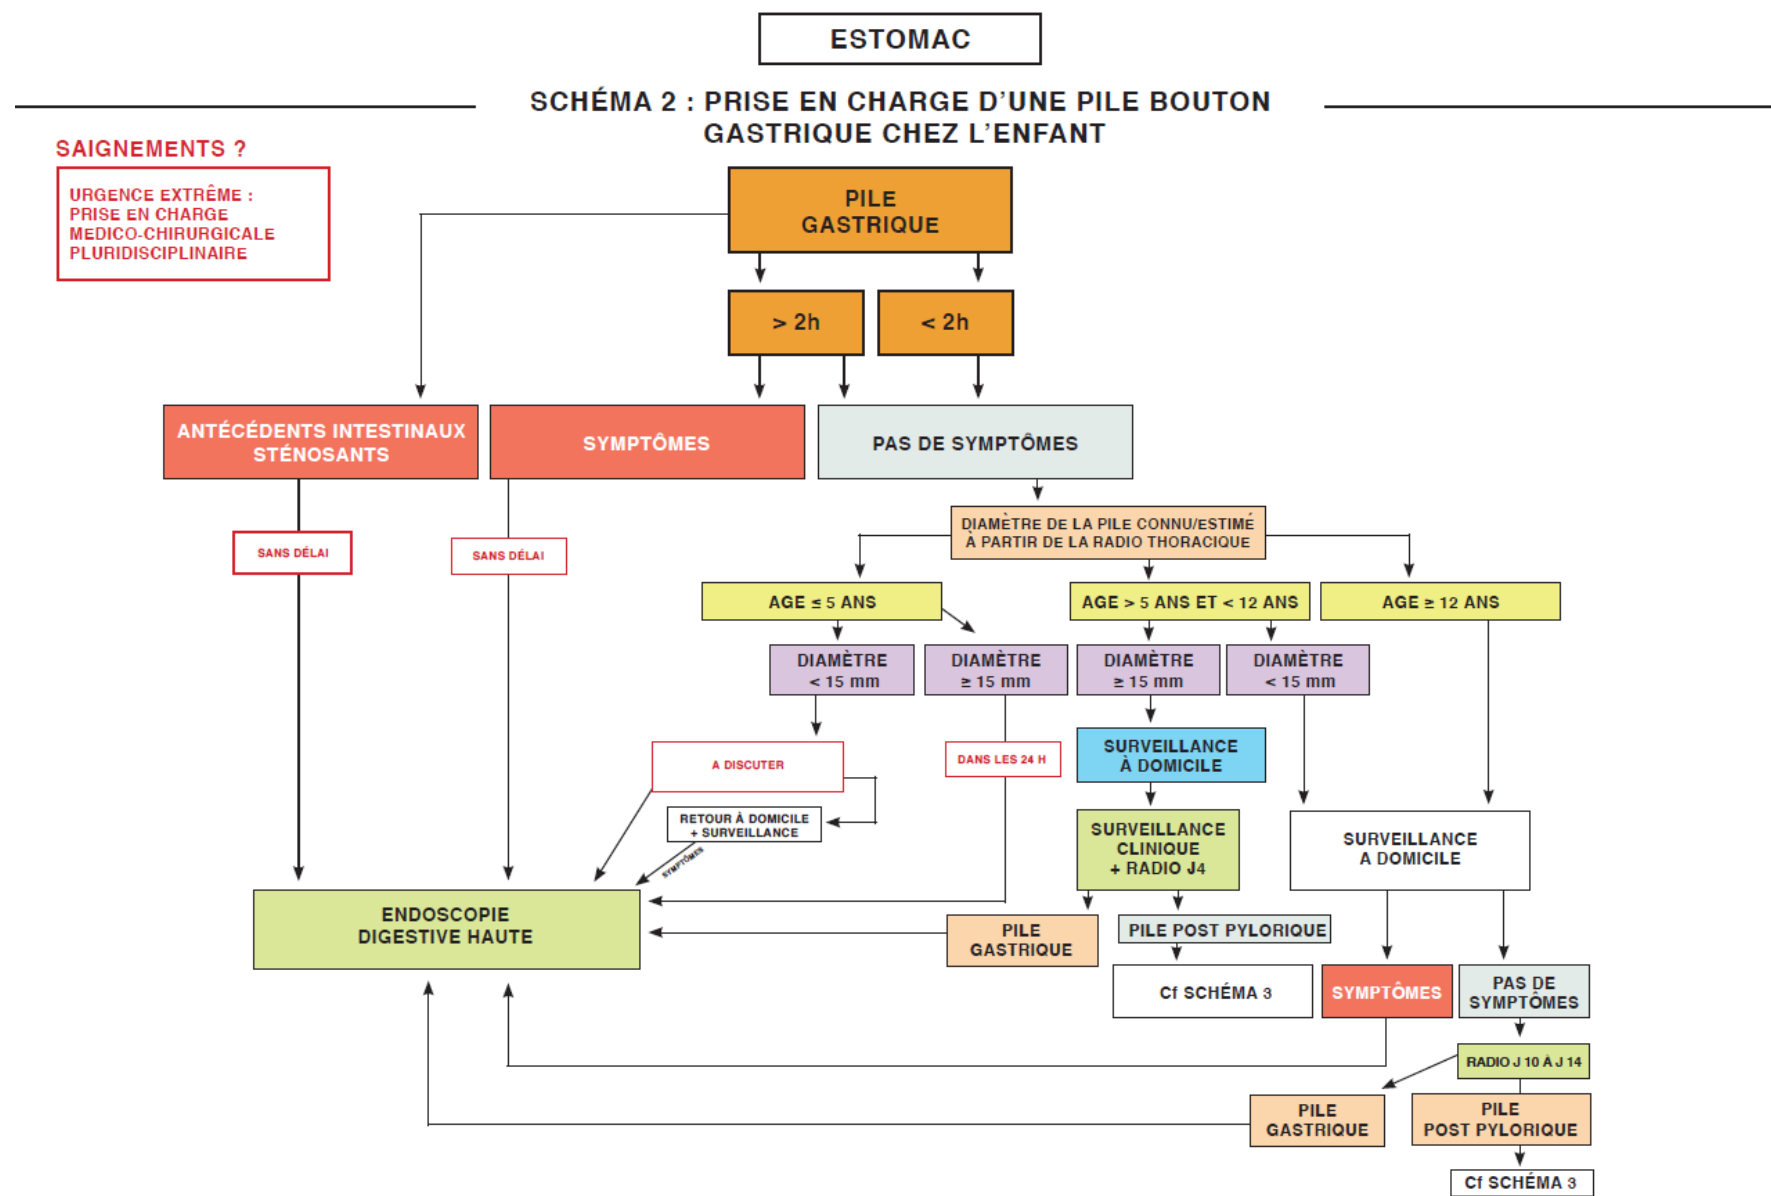 ESTOMAC
SCHÉMA 2 : PRISE EN CHARGE D'UNE PILE BOUTON
GASTRIQUE CHEZ L'ENFANT
SAIGNEMENTS ?
URGENCE EXTRÊME :
PRISE EN CHARGE
MEDICO-CHIRURGICALE
PLURIDISCIPLINAIRE
PILE
GASTRIQUE
> 2h
< 2h
ANTÉCÉDENTS INTESTINAUX
STÉNOSANTS
SYMPTÔMES
PAS DE SYMPTÔMES
SANS DÉLAI
SANS DÉLAI
DIAMÈTRE DE LA PILE CONNU/ESTIMÉ
À PARTIR DE LA RADIO THORACIQUE
AGE ≤ 5 ANS
AGE > 5 ANS ET < 12 ANS
AGE ≥ 12 ANS
DIAMÈTRE
< 15 mm
DIAMÈTRE
≥ 15 mm
DIAMÈTRE
≥ 15 mm
DIAMÈTRE
< 15 mm
A DISCUTER
DANS LES 24 H
SURVEILLANCE
À DOMICILE
RETOUR À DOMICILE
+ SURVEILLANCE
SYMPTÔMES
SURVEILLANCE
CLINIQUE
+ RADIO J4
SURVEILLANCE
A DOMICILE
ENDOSCOPIE
DIGESTIVE HAUTE
PILE
GASTRIQUE
PILE POST PYLORIQUE
Cf SCHÉMA 3
SYMPTÔMES
PAS DE
SYMPTÔMES
RADIO J 10 À J 14
PILE
GASTRIQUE
PILE
POST PYLORIQUE
Cf SCHÉMA 3